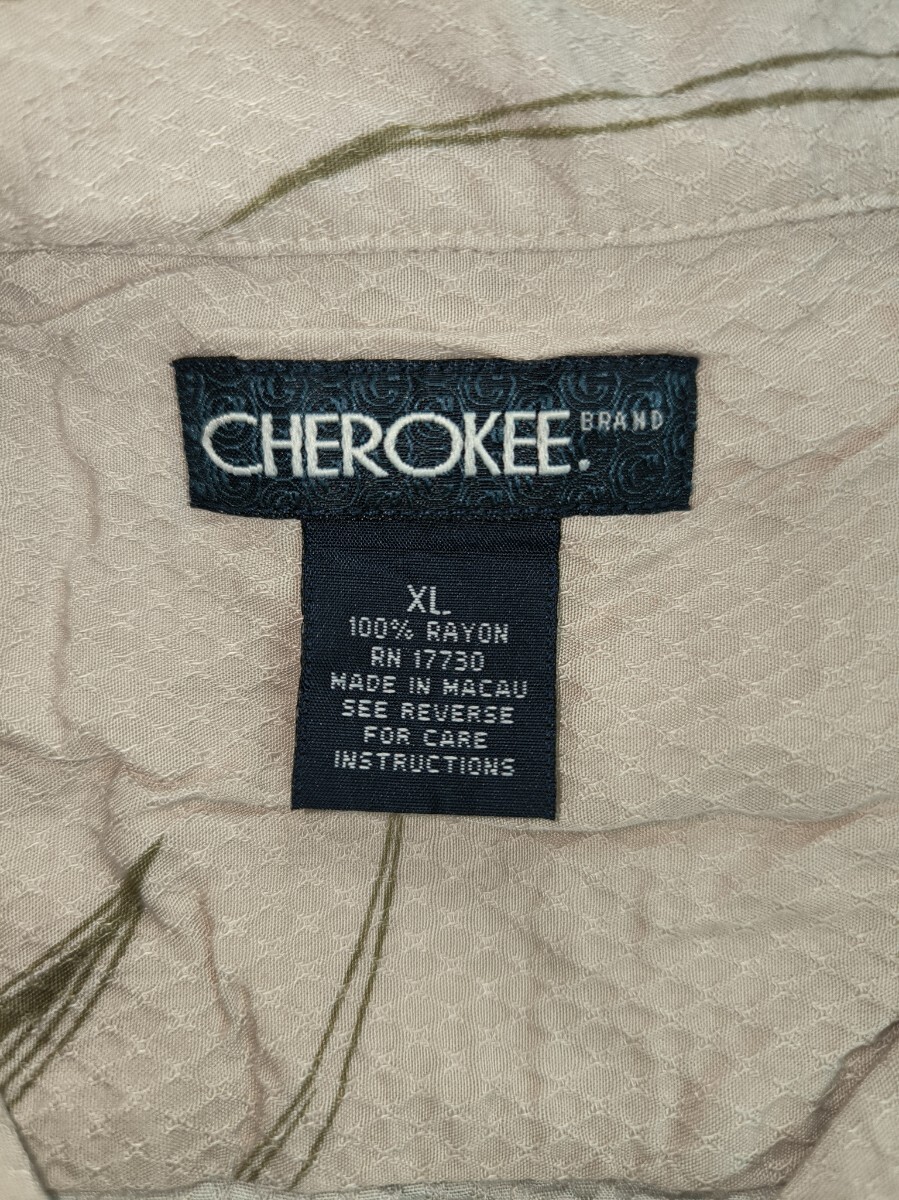 CHEROKEE. BRAND
XL
100% RAYON
RN 17730
MADE IN MACAU
SEE REVERSE
FOR CARE
INSTRUCTIONS